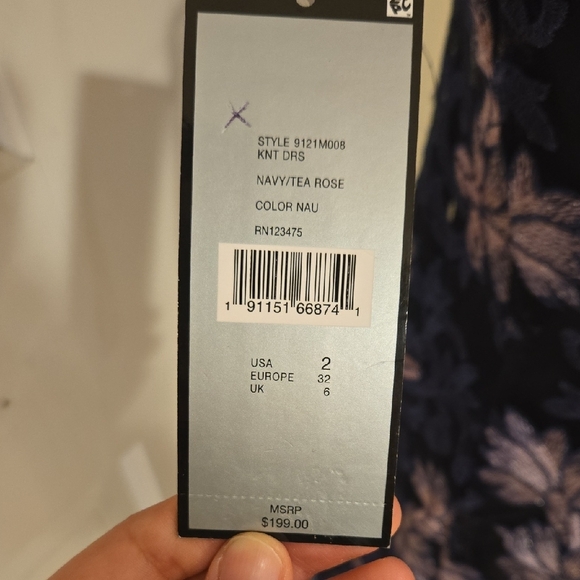 STYLE 9121M008
KNT DRS
NAVY/TEA ROSE
COLOR NAU
RN123475
1 91151 66874 1
USA 2
EUROPE 32
UK 6
MSRP
$199.00